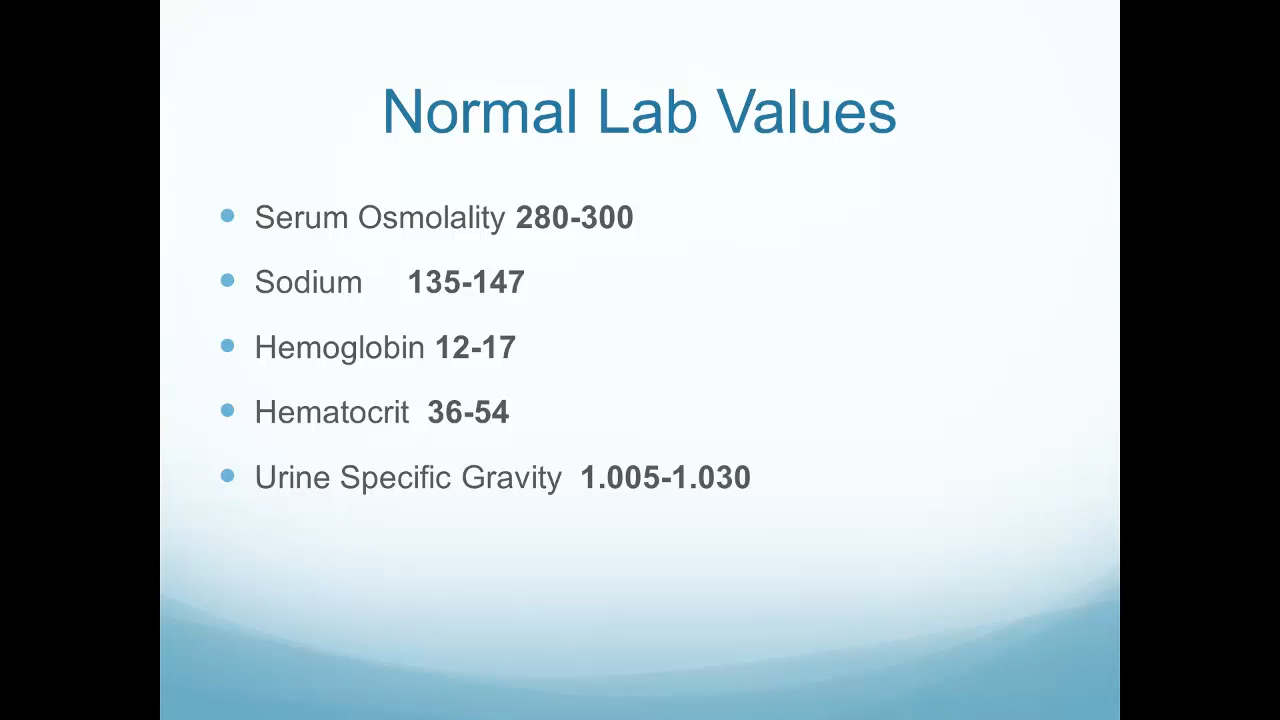 Normal Lab Values
• Serum Osmolality 280-300
• Sodium 135-147
• Hemoglobin 12-17
• Hematocrit 36-54
• Urine Specific Gravity 1.005-1.030